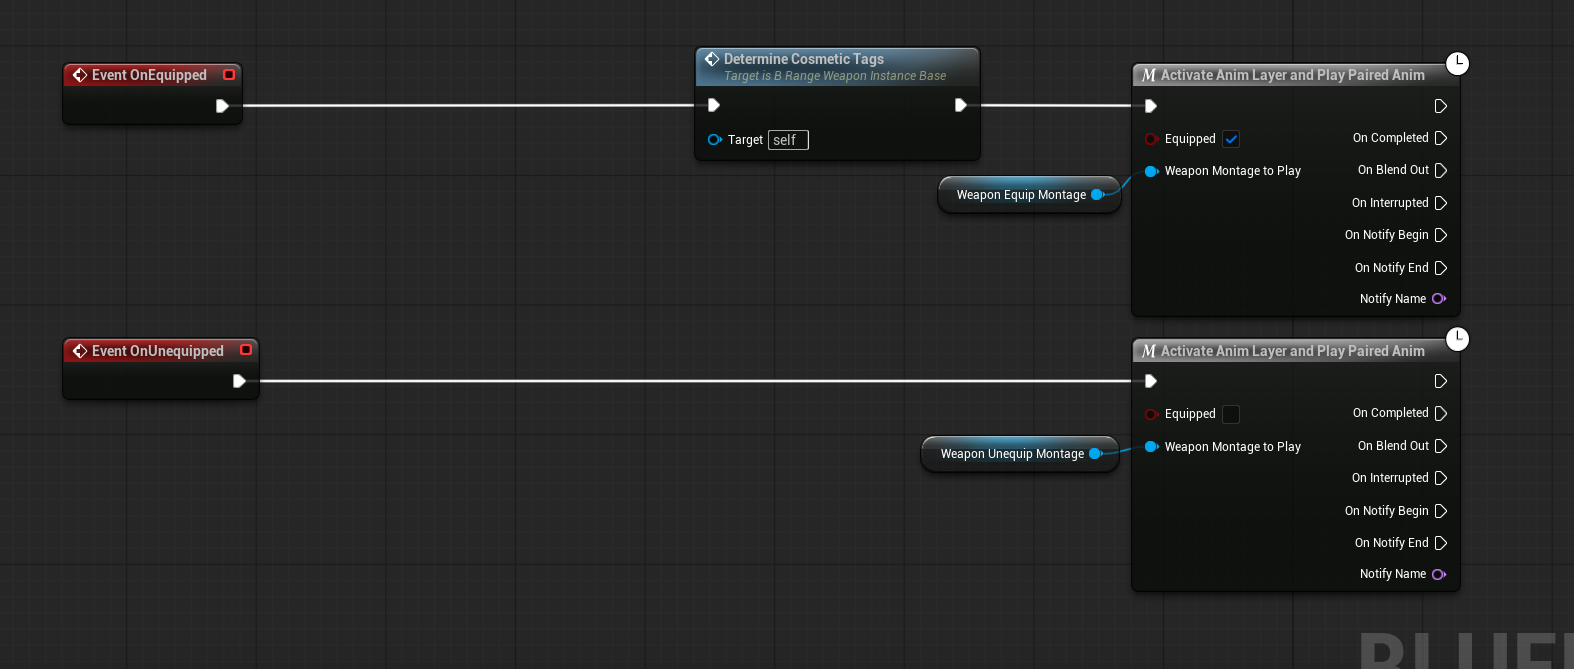 Event OnEquipped
Determine Cosmetic Tags
Target is B Range Weapon Instance Base
Target self
Activate Anim Layer and Play Paired Anim
Equipped
On Completed
Weapon Montage to Play
On Blend Out
Weapon Equip Montage
On Interrupted
On Notify Begin
On Notify End
Notify Name
Event OnUnequipped
Activate Anim Layer and Play Paired Anim
Equipped
On Completed
Weapon Montage to Play
On Blend Out
Weapon Unequip Montage
On Interrupted
On Notify Begin
On Notify End
Notify Name